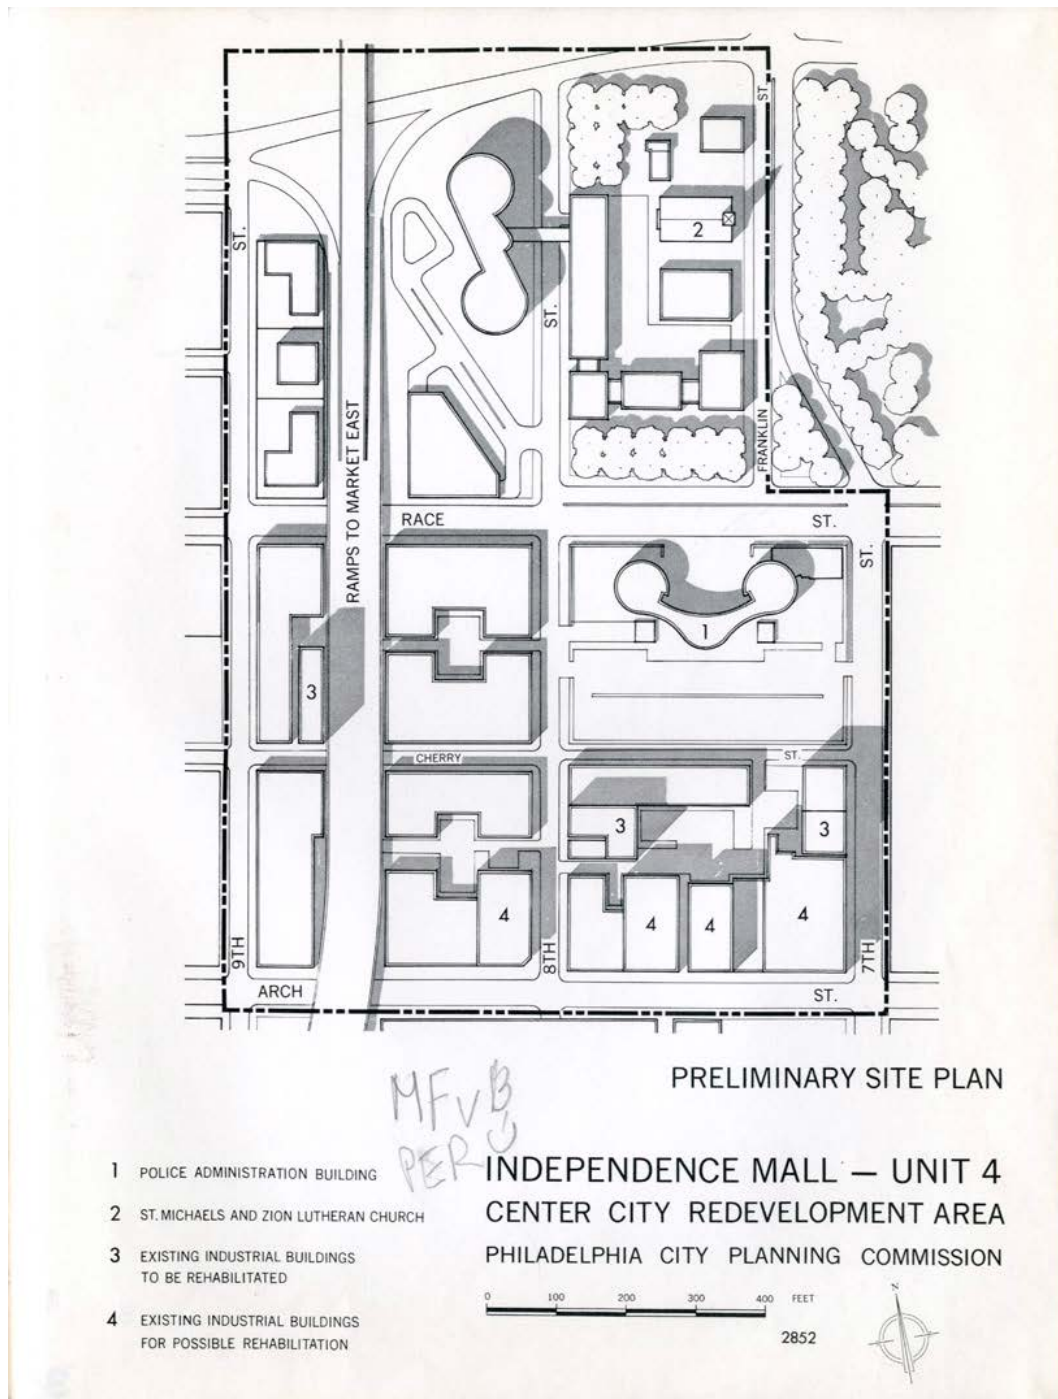 ST.
ST.
2
ST.
FRANKLIN
RAMPS TO MARKET EAST
RACE
ST.
ST.
1
3
CHERRY
ST.
3
3
4
4
4
4
9TH
8TH
7TH
ARCH
ST.
PRELIMINARY SITE PLAN
MFvB
PERU
INDEPENDENCE MALL — UNIT 4
CENTER CITY REDEVELOPMENT AREA
PHILADELPHIA CITY PLANNING COMMISSION
1 POLICE ADMINISTRATION BUILDING
2 ST. MICHAELS AND ZION LUTHERAN CHURCH
3 EXISTING INDUSTRIAL BUILDINGS
TO BE REHABILITATED
4 EXISTING INDUSTRIAL BUILDINGS
FOR POSSIBLE REHABILITATION
0 100 200 300 400 FEET
2852
N